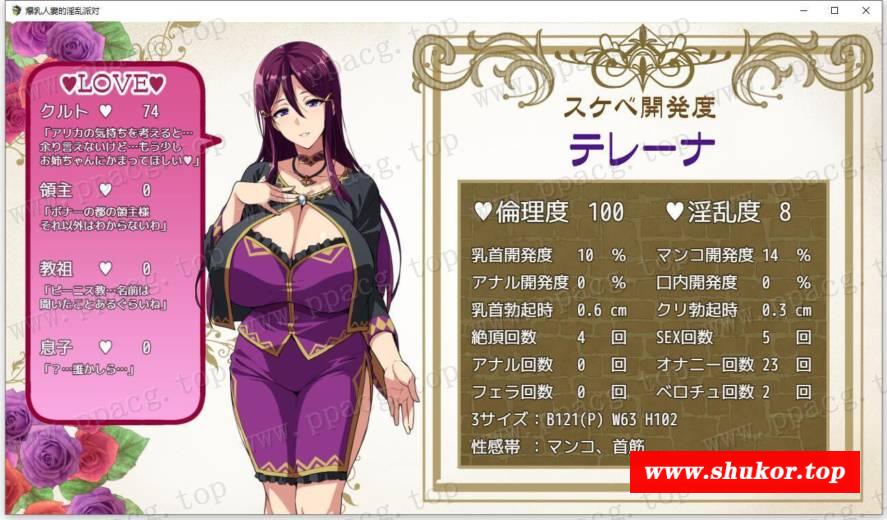 爆乳人妻的淫乱派对
LOVE
クルト ♥ 74
「アリカの気持ちを考えると…
余り言えないけど…もう少し
お姉ちゃんにかまってほしい♥」
領主 ♥ 0
「ボナーの都の領主様
それ以外はわからないわ」
教祖 ♥ 0
「ピーニス教…名前は
聞いたことあるぐらいね」
息子 ♥ 0
「？…誰かしら…」
スケベ開発度
テレーナ
♥倫理度 100 ♥淫乱度 8
乳首開発度 10 % マンコ開発度 14 %
アナル開発度 0 % 口内開発度 0 %
乳首勃起時 0.6 cm クリ勃起時 0.3 cm
絶頂回数 4 回 SEX回数 5 回
アナル回数 0 回 オナニー回数 23 回
フェラ回数 0 回 ベロチュ回数 2 回
3サイズ：B121(P) W63 H102
性感帯 ：マンコ、首筋
www.shukor.top
www.ppacg.top